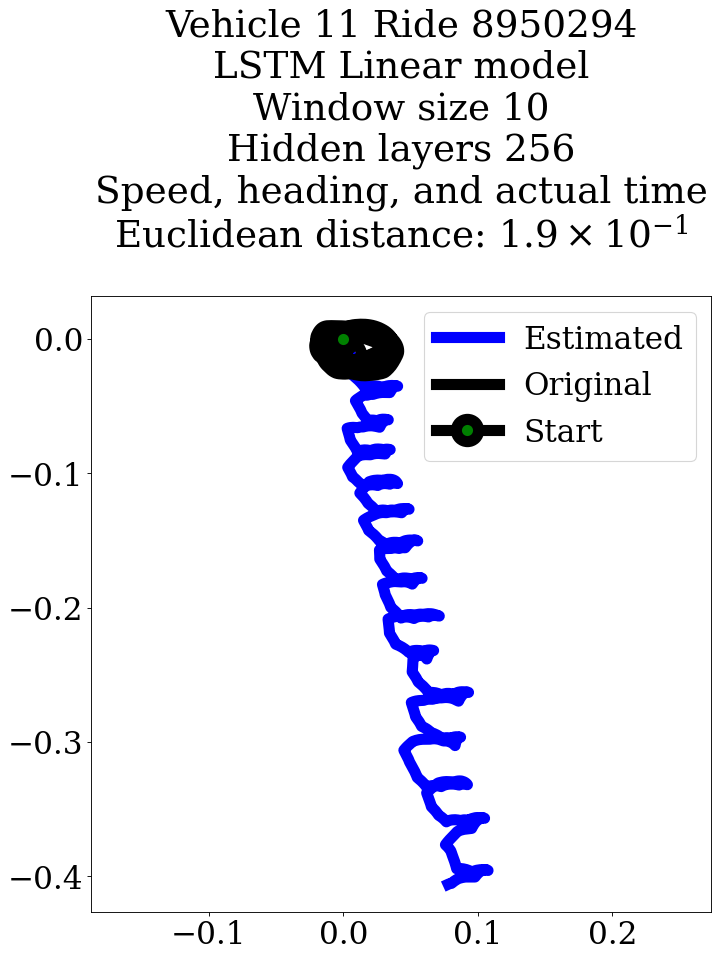 Vehicle 11 Ride 8950294
LSTM Linear model
Window size 10
Hidden layers 256
Speed, heading, and actual time
Euclidean distance: 1.9 × 10⁻¹
Estimated
Original
Start
0.0
−0.1
−0.2
−0.3
−0.4
−0.1 0.0 0.1 0.2